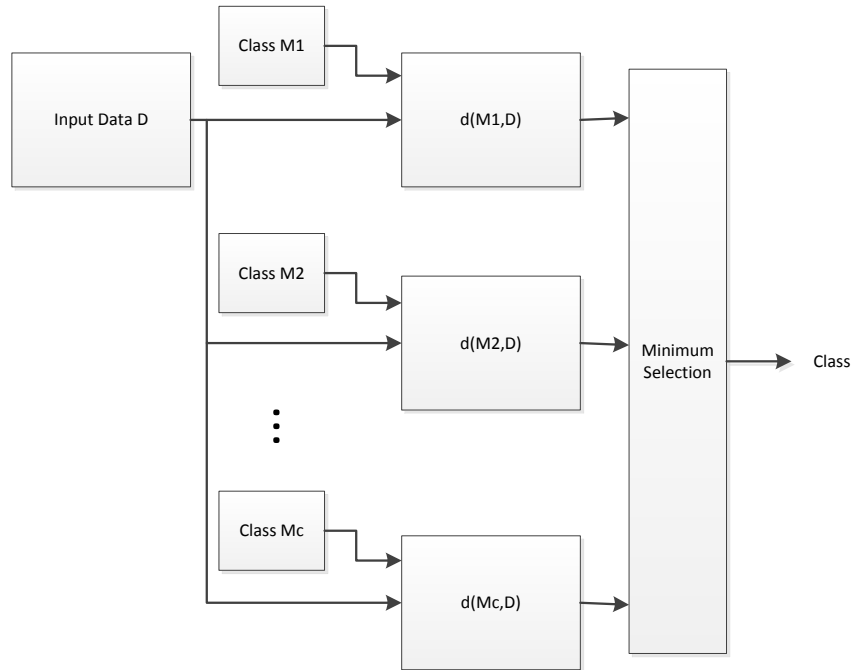 Class M1
Input Data D
d(M1,D)
Class M2
d(M2,D)
Minimum
Selection
Class
Class Mc
d(Mc,D)